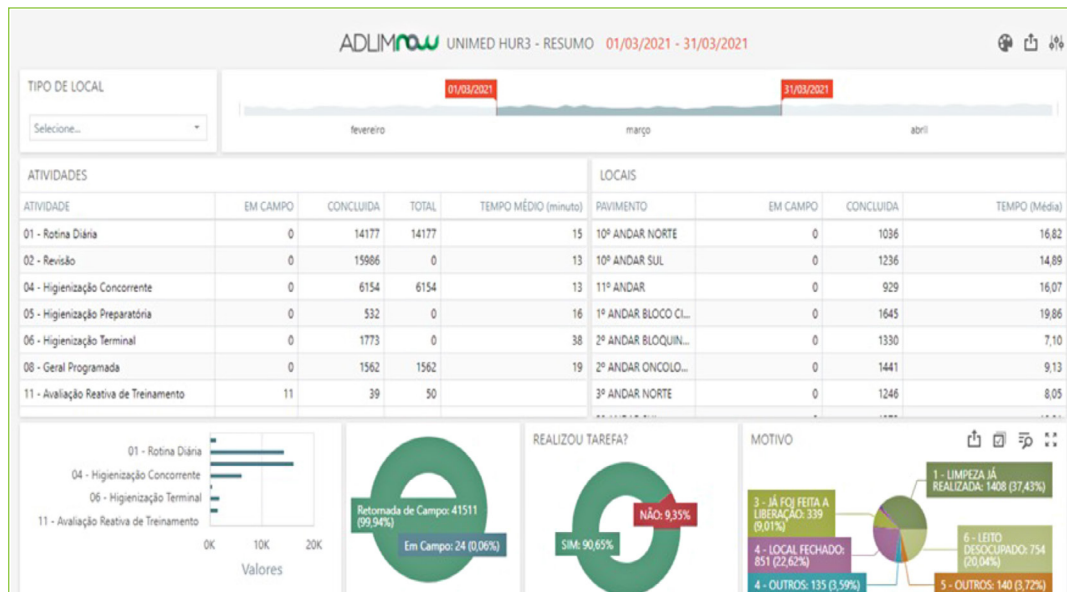 ADLIMnow UNIMED HUR3 - RESUMO 01/03/2021 - 31/03/2021
TIPO DE LOCAL
Selecione...
01/03/2021
31/03/2021
fevereiro março abril
ATIVIDADES
ATIVIDADE EM CAMPO CONCLUIDA TOTAL TEMPO MÉDIO (minuto)
01 - Rotina Diária 0 14177 14177 15
02 - Revisão 0 15986 0 13
04 - Higienização Concorrente 0 6154 6154 13
05 - Higienização Preparatória 0 532 0 16
06 - Higienização Terminal 0 1773 0 38
08 - Geral Programada 0 1562 1562 19
11 - Avaliação Reativa de Treinamento 11 39 50
LOCAIS
PAVIMENTO EM CAMPO CONCLUIDA TEMPO (Média)
10º ANDAR NORTE 0 1036 16,82
10º ANDAR SUL 0 1236 14,89
11º ANDAR 0 929 16,07
1º ANDAR BLOCO CI... 0 1645 19,86
2º ANDAR BLOQUIN... 0 1330 7,10
2º ANDAR ONCOLO... 0 1441 9,13
3º ANDAR NORTE 0 1246 8,05
01 - Rotina Diária
04 - Higienização Concorrente
06 - Higienização Terminal
11 - Avaliação Reativa de Treinamento
0K 10K 20K
Valores
Retornada de Campo: 41511
(99,94%)
Em Campo: 24 (0,06%)
REALIZOU TAREFA?
NÃO: 9,35%
SIM: 90,65%
MOTIVO
1 - LIMPEZA JÁ
REALIZADA: 1408 (37,43%)
3 - JÁ FOI FEITA A
LIBERAÇÃO: 339
(9,01%)
4 - LOCAL FECHADO:
851 (22,62%)
6 - LEITO
DESOCUPADO: 754
(20,04%)
4 - OUTROS: 135 (3,59%)
5 - OUTROS: 140 (3,72%)